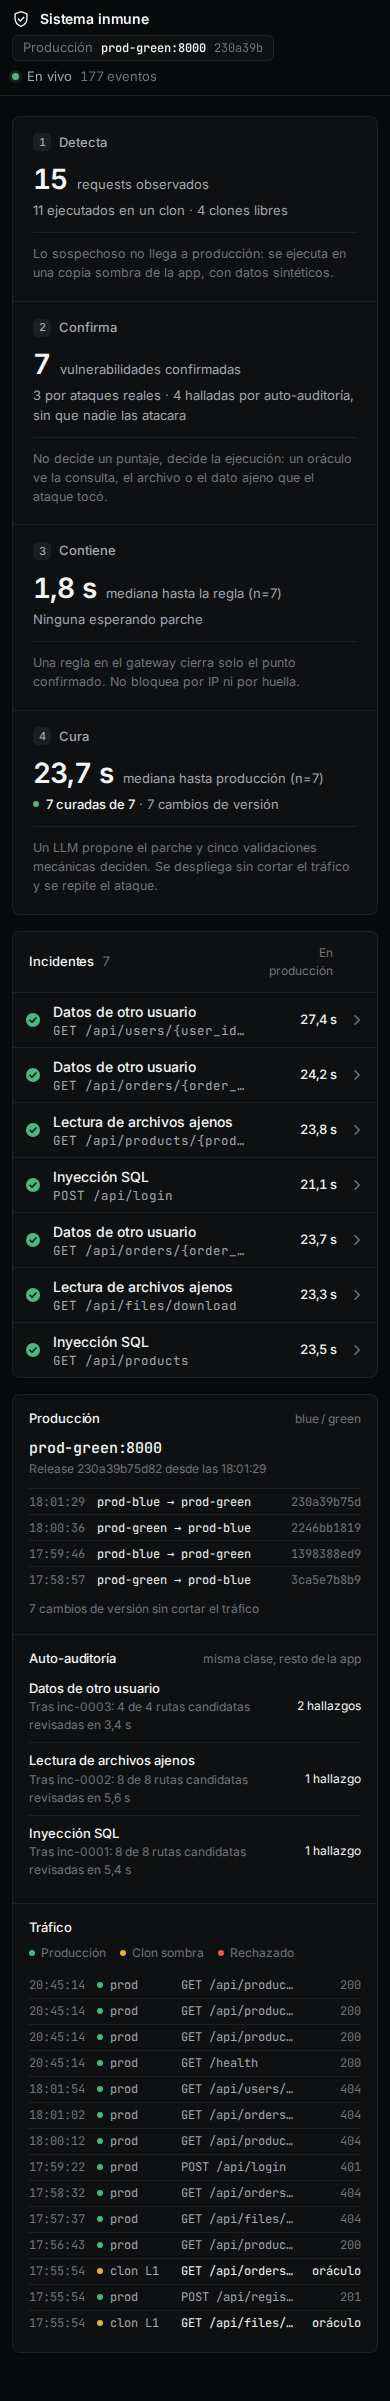 Sistema inmune
Producción prod-green:8000 230a39b
En vivo 177 eventos
1 Detecta
15 requests observados
11 ejecutados en un clon · 4 clones libres
Lo sospechoso no llega a producción: se ejecuta en
una copia sombra de la app, con datos sintéticos.
2 Confirma
7 vulnerabilidades confirmadas
3 por ataques reales · 4 halladas por auto-auditoría,
sin que nadie las atacara
No decide un puntaje, decide la ejecución: un oráculo
ve la consulta, el archivo o el dato ajeno que el
ataque tocó.
3 Contiene
1,8 s mediana hasta la regla (n=7)
Ninguna esperando parche
Una regla en el gateway cierra solo el punto
confirmado. No bloquea por IP ni por huella.
4 Cura
23,7 s mediana hasta producción (n=7)
7 curadas de 7 · 7 cambios de versión
Un LLM propone el parche y cinco validaciones
mecánicas deciden. Se despliega sin cortar el tráfico
y se repite el ataque.
Incidentes 7
En
producción
Datos de otro usuario
GET /api/users/{user_id… 27,4 s
Datos de otro usuario
GET /api/orders/{order_… 24,2 s
Lectura de archivos ajenos
GET /api/products/{prod… 23,8 s
Inyección SQL
POST /api/login 21,1 s
Datos de otro usuario
GET /api/orders/{order_… 23,7 s
Lectura de archivos ajenos
GET /api/files/download 23,3 s
Inyección SQL
GET /api/products 23,5 s
Producción blue / green
prod-green:8000
Release 230a39b75d82 desde las 18:01:29
18:01:29 prod-blue → prod-green 230a39b75d
18:00:36 prod-green → prod-blue 2246bb1819
17:59:46 prod-blue → prod-green 1398388ed9
17:58:57 prod-green → prod-blue 3ca5e7b8b9
7 cambios de versión sin cortar el tráfico
Auto-auditoría misma clase, resto de la app
Datos de otro usuario
Tras inc-0003: 4 de 4 rutas candidatas
revisadas en 3,4 s
2 hallazgos
Lectura de archivos ajenos
Tras inc-0002: 8 de 8 rutas candidatas
revisadas en 5,6 s
1 hallazgo
Inyección SQL
Tras inc-0001: 8 de 8 rutas candidatas
revisadas en 5,4 s
1 hallazgo
Tráfico
Producción Clon sombra Rechazado
20:45:14 prod GET /api/produc… 200
20:45:14 prod GET /api/produc… 200
20:45:14 prod GET /api/produc… 200
20:45:14 prod GET /health 200
18:01:54 prod GET /api/users/… 404
18:01:02 prod GET /api/orders… 404
18:00:12 prod GET /api/produc… 404
17:59:22 prod POST /api/login 401
17:58:32 prod GET /api/orders… 404
17:57:37 prod GET /api/files/… 404
17:56:43 prod GET /api/produc… 200
17:55:54 clon L1 GET /api/orders… oráculo
17:55:54 prod POST /api/regis… 201
17:55:54 clon L1 GET /api/files/… oráculo